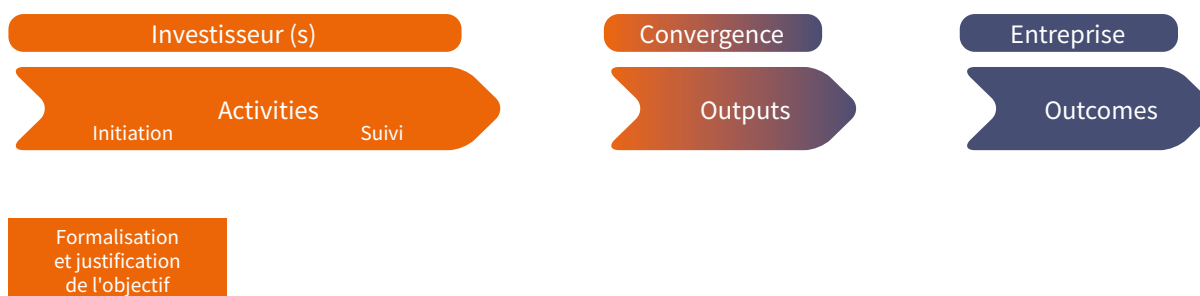 Investisseur (s)
Convergence
Entreprise
Activities
Initiation
Suivi
Outputs
Outcomes
Formalisation
et justification
de l'objectif